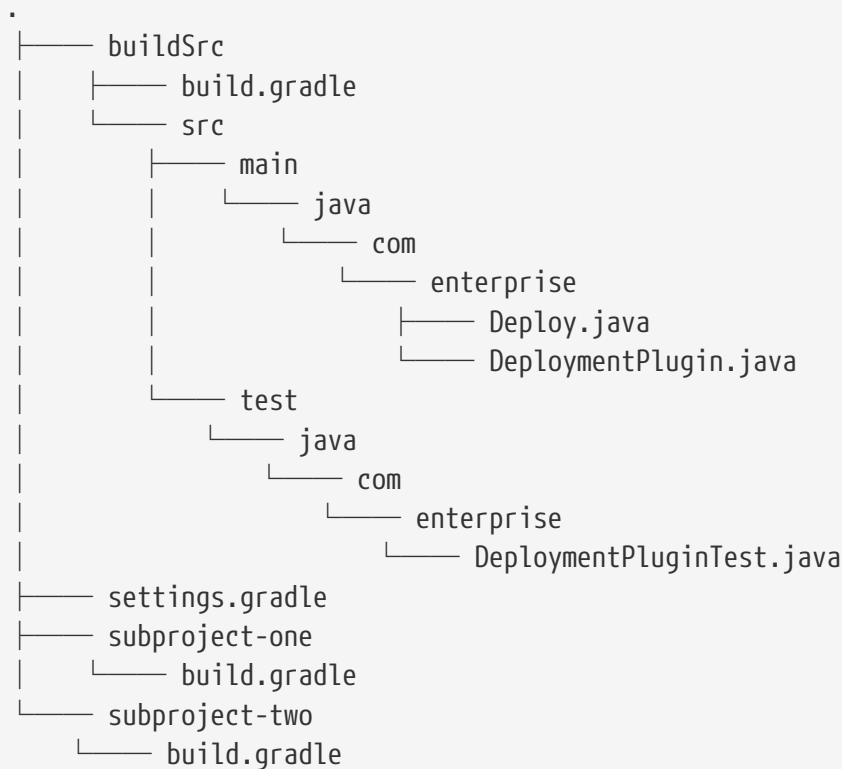 .
├── buildSrc
│   ├── build.gradle
│   └── src
│       ├── main
│       │   └── java
│       │       └── com
│       │           └── enterprise
│       │               ├── Deploy.java
│       │               └── DeploymentPlugin.java
│       └── test
│           └── java
│               └── com
│                   └── enterprise
│                       └── DeploymentPluginTest.java
├── settings.gradle
├── subproject-one
│   └── build.gradle
└── subproject-two
    └── build.gradle